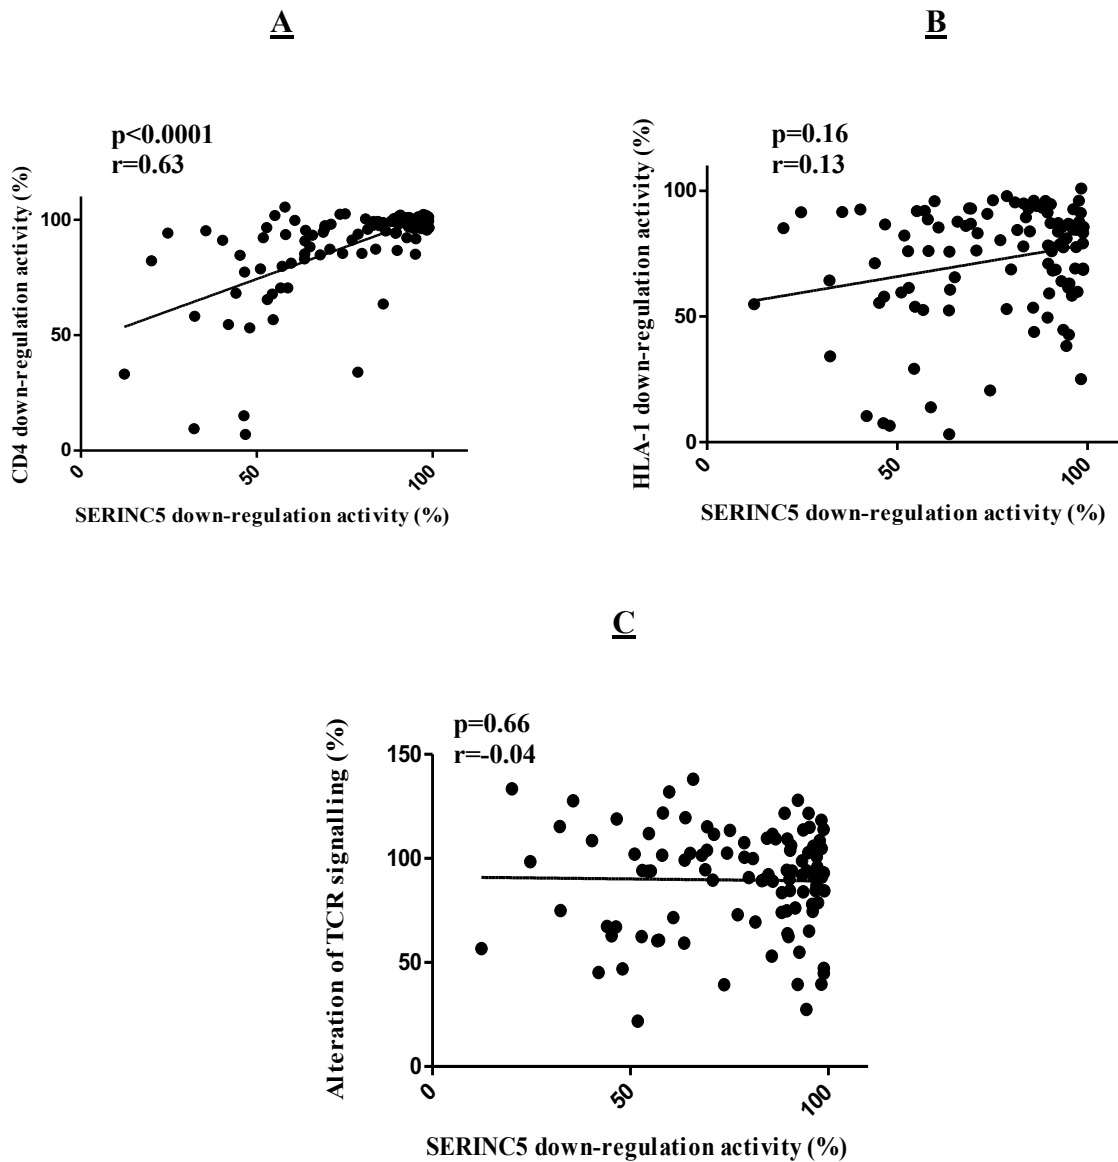 A
p<0.0001
r=0.63
CD4 down-regulation activity (%)
100
50
0
0
50
100
SERINC5 down-regulation activity (%)
B
p=0.16
r=0.13
HLA-1 down-regulation activity (%)
100
50
0
0
50
100
SERINC5 down-regulation activity (%)
C
p=0.66
r=-0.04
Alteration of TCR signalling (%)
150
100
50
0
0
50
100
SERINC5 down-regulation activity (%)